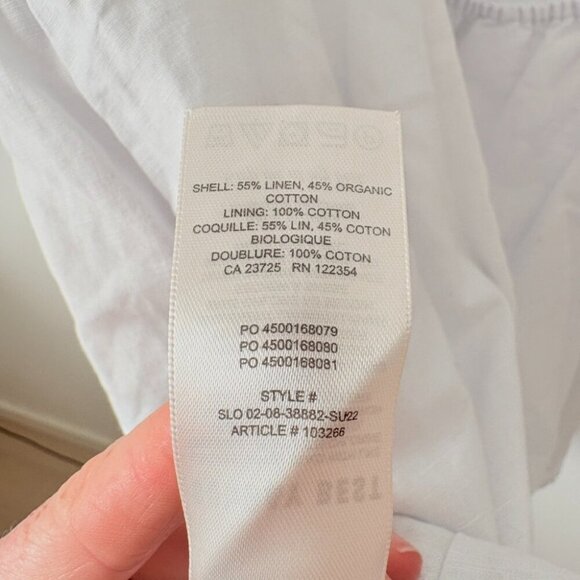 SHELL: 55% LINEN, 45% ORGANIC
COTTON
LINING: 100% COTTON
COQUILLE: 55% LIN, 45% COTON
BIOLOGIQUE
DOUBLURE: 100% COTON
CA 23725 RN 122354
PO 4500168079
PO 4500168080
PO 4500168081
STYLE #
SLO 02-08-38882-SU22
ARTICLE # 103266